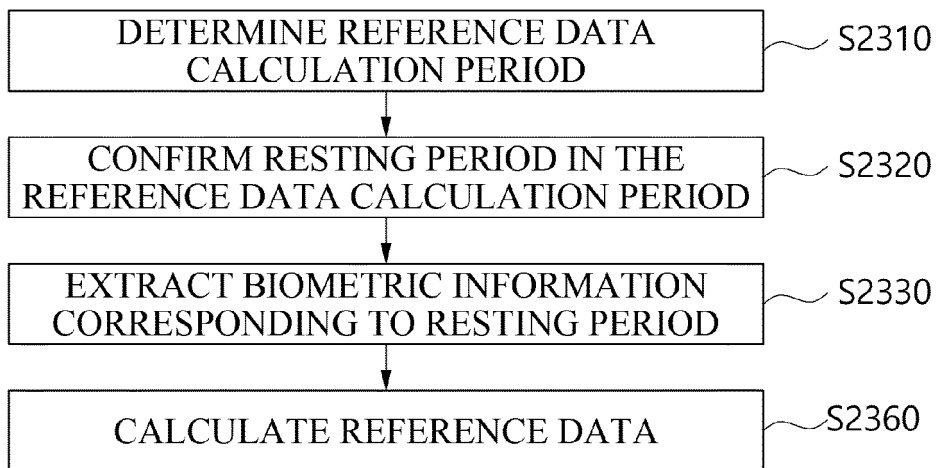 DETERMINE REFERENCE DATA
CALCULATION PERIOD
S2310
CONFIRM RESTING PERIOD IN THE
REFERENCE DATA CALCULATION PERIOD
S2320
EXTRACT BIOMETRIC INFORMATION
CORRESPONDING TO RESTING PERIOD
S2330
CALCULATE REFERENCE DATA
S2360